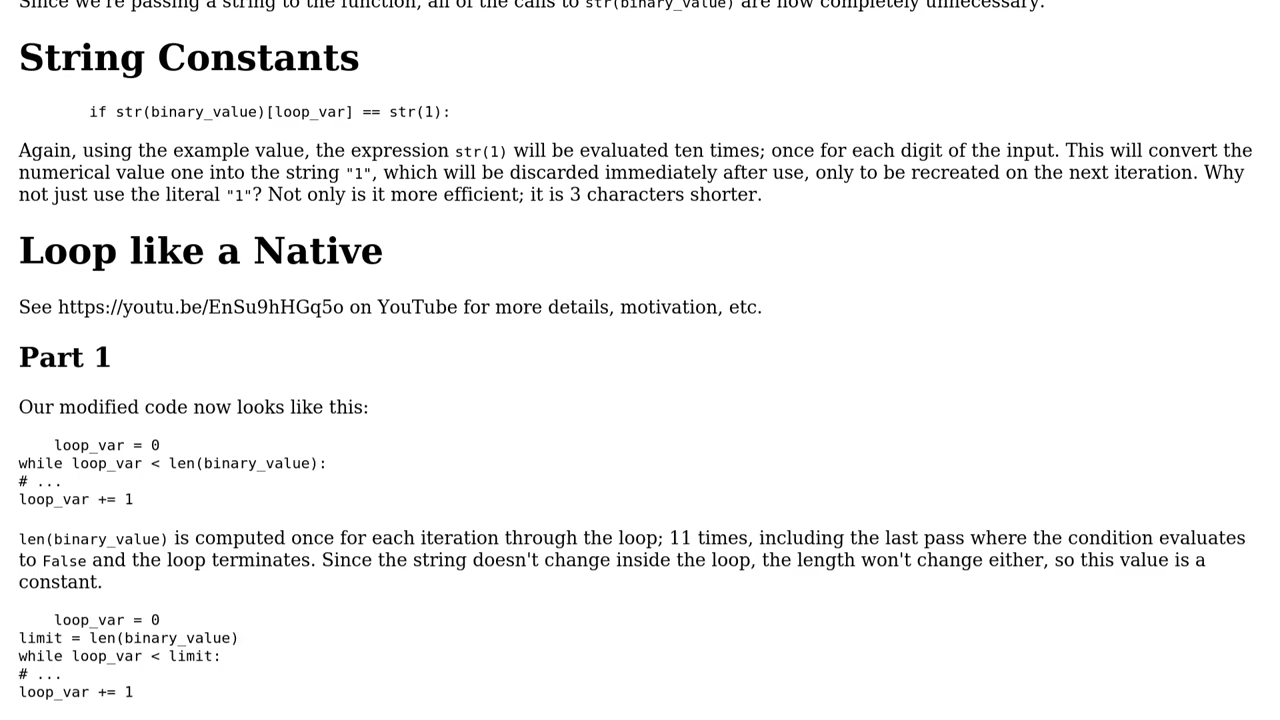 Since we're passing a string to the function, all of the calls to str(binary_value) are now completely unnecessary.
String Constants
if str(binary_value)[loop_var] == str(1):
Again, using the example value, the expression str(1) will be evaluated ten times; once for each digit of the input. This will convert the
numerical value one into the string "1", which will be discarded immediately after use, only to be recreated on the next iteration. Why
not just use the literal "1"? Not only is it more efficient; it is 3 characters shorter.
Loop like a Native
See https://youtu.be/EnSu9hHGq5o on YouTube for more details, motivation, etc.
Part 1
Our modified code now looks like this:
    loop_var = 0
while loop_var < len(binary_value):
# ...
loop_var += 1
len(binary_value) is computed once for each iteration through the loop; 11 times, including the last pass where the condition evaluates
to False and the loop terminates. Since the string doesn't change inside the loop, the length won't change either, so this value is a
constant.
    loop_var = 0
limit = len(binary_value)
while loop_var < limit:
# ...
loop_var += 1